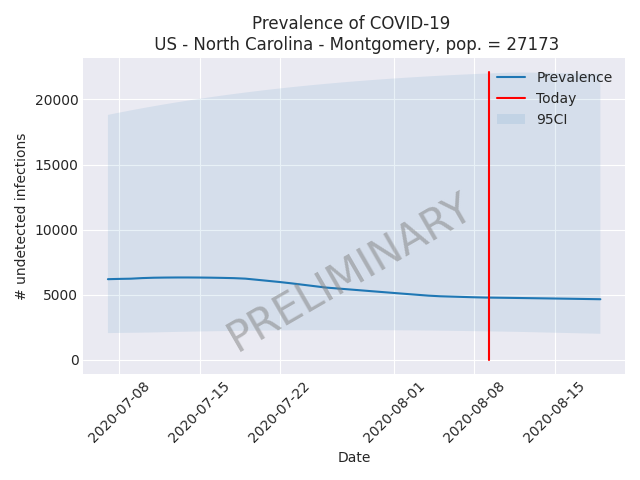 Prevalence of COVID-19
US - North Carolina - Montgomery, pop. = 27173
Prevalence
Today
95CI
# undetected infections
20000
15000
10000
5000
0
PRELIMINARY
2020-07-08
2020-07-15
2020-07-22
2020-08-01
2020-08-08
2020-08-15
Date